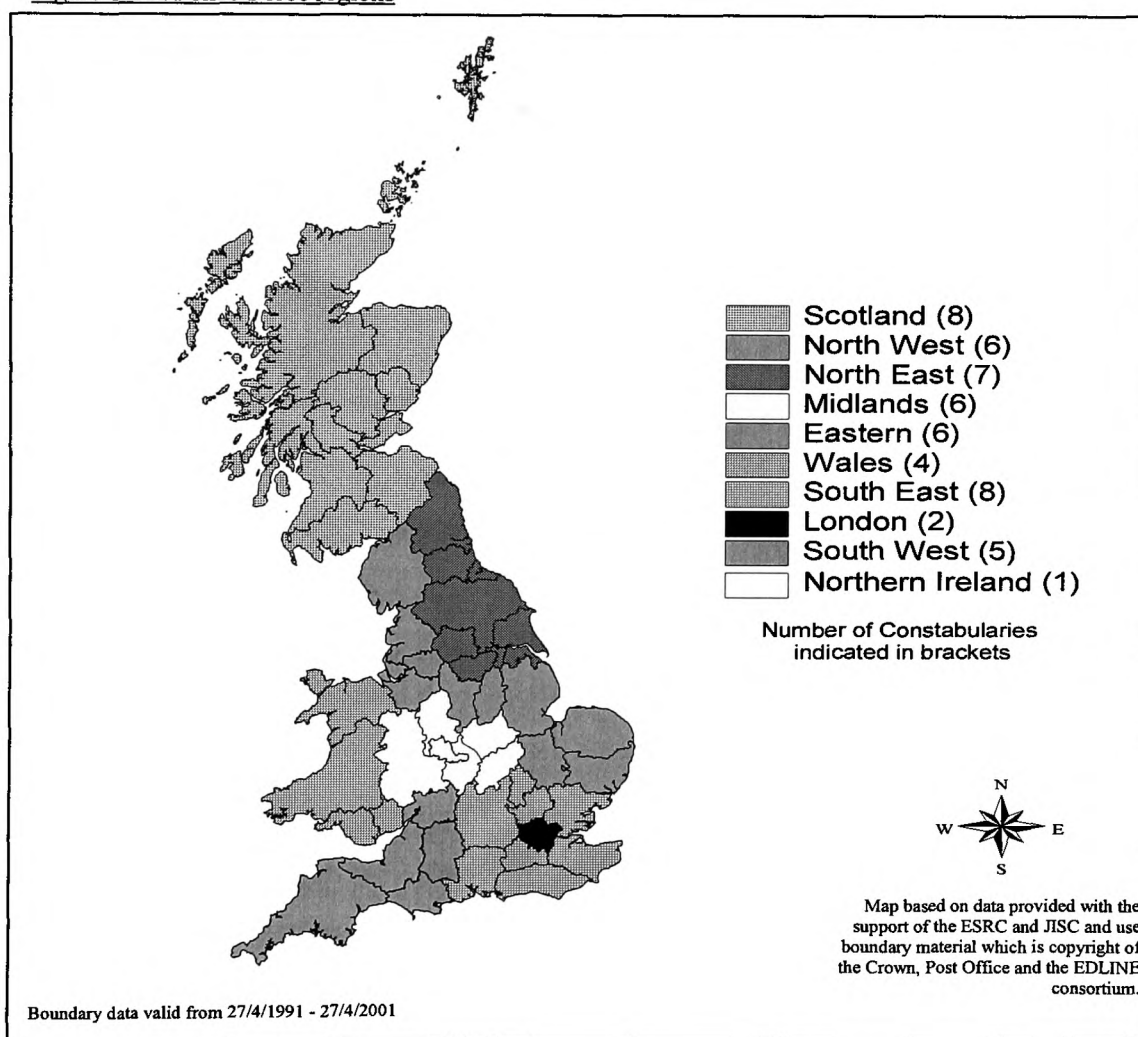 Scotland (8)
North West (6)
North East (7)
Midlands (6)
Eastern (6)
Wales (4)
South East (8)
London (2)
South West (5)
Northern Ireland (1)
Number of Constabularies
indicated in brackets
N
W E
S
Map based on data provided with the
support of the ESRC and JISC and use
boundary material which is copyright of
the Crown, Post Office and the EDLINE
consortium.
Boundary data valid from 27/4/1991 - 27/4/2001